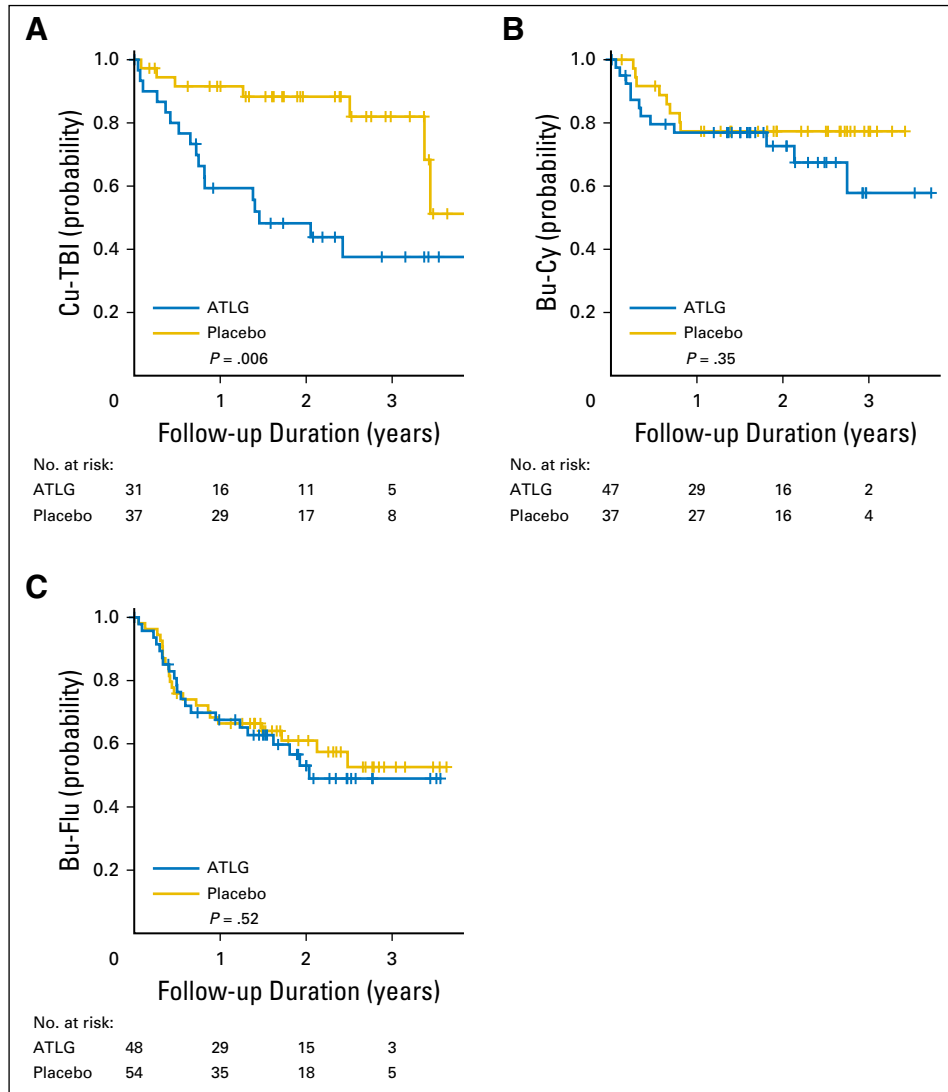 A
1.0
0.8
0.6
0.4
0.2
Cu-TBI (probability)
ATLG
Placebo
P = .006
0 1 2 3
Follow-up Duration (years)
No. at risk:
ATLG 31 16 11 5
Placebo 37 29 17 8
B
1.0
0.8
0.6
0.4
0.2
Bu-Cy (probability)
ATLG
Placebo
P = .35
0 1 2 3
Follow-up Duration (years)
No. at risk:
ATLG 47 29 16 2
Placebo 37 27 16 4
C
1.0
0.8
0.6
0.4
0.2
Bu-Flu (probability)
ATLG
Placebo
P = .52
0 1 2 3
Follow-up Duration (years)
No. at risk:
ATLG 48 29 15 3
Placebo 54 35 18 5